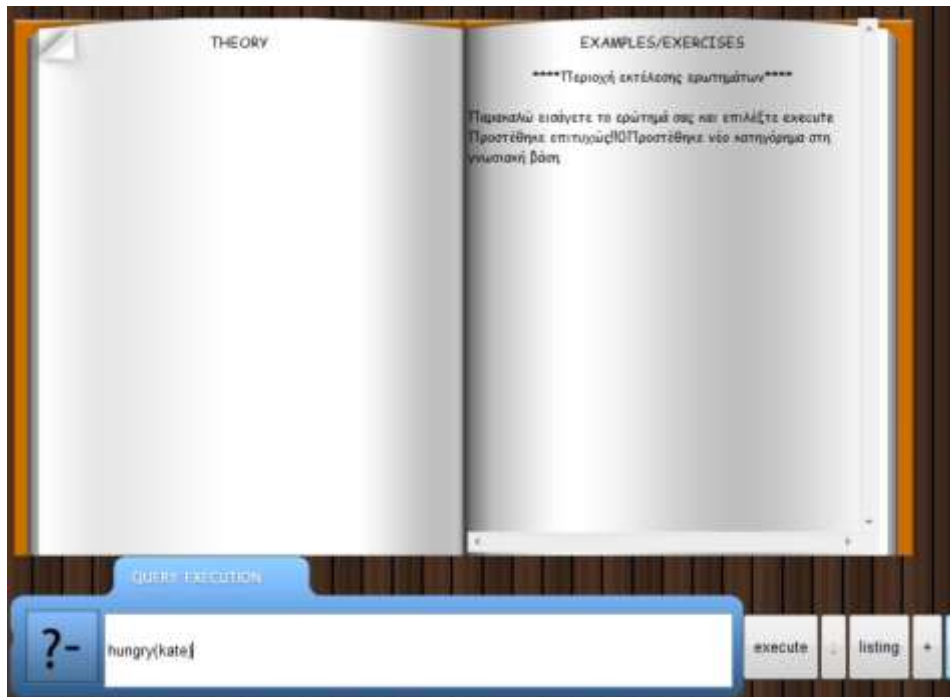 THEORY
EXAMPLES/EXERCISES
****Περιοχή εκτέλεσης ερωτημάτων****
Παρακαλώ εισάγετε το ερώτημά σας και επιλέξτε execute
Προστέθηκε επιτυχώς!!0Προστέθηκε νέο κατηγόρημα στη
γνωσιακή βάση
QUERY EXECUTION
?-
hungry(kate)
execute
listing
+